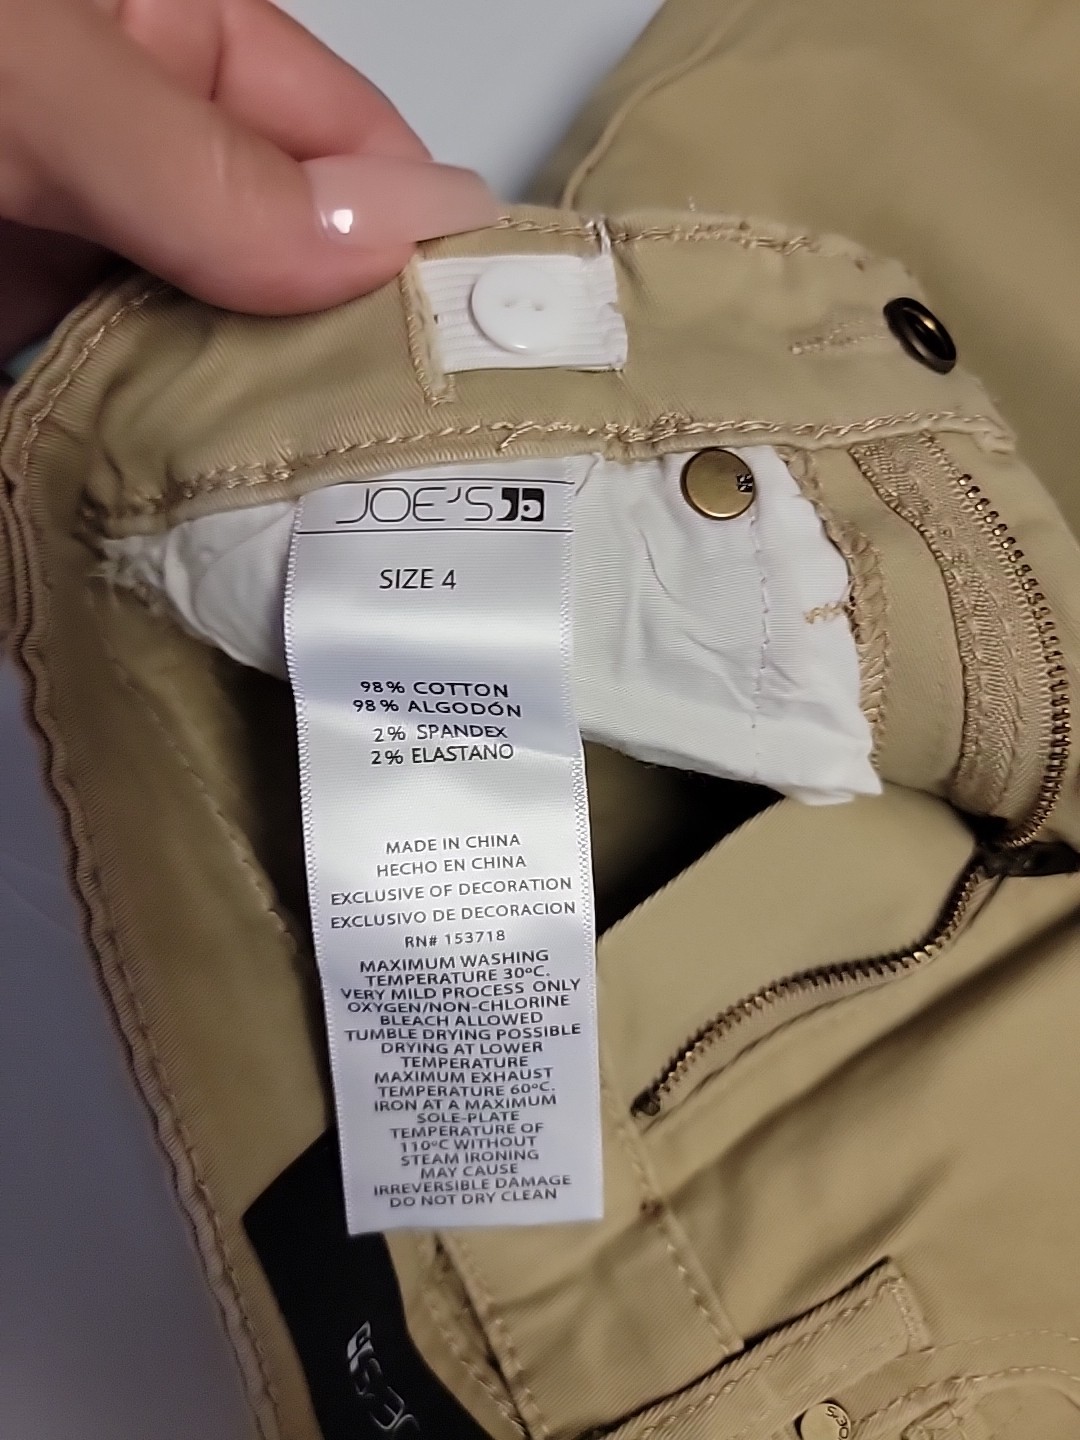 JOE'S
SIZE 4
98% COTTON
98% ALGODÓN
2% SPANDEX
2% ELASTANO
MADE IN CHINA
HECHO EN CHINA
EXCLUSIVE OF DECORATION
EXCLUSIVO DE DECORACION
RN# 153718
MAXIMUM WASHING
TEMPERATURE 30ºC.
VERY MILD PROCESS ONLY
OXYGEN/NON-CHLORINE
BLEACH ALLOWED
TUMBLE DRYING POSSIBLE
DRYING AT LOWER
TEMPERATURE
MAXIMUM EXHAUST
TEMPERATURE 60ºC.
IRON AT A MAXIMUM
SOLE-PLATE
TEMPERATURE OF
110ºC WITHOUT
STEAM IRONING
MAY CAUSE
IRREVERSIBLE DAMAGE
DO NOT DRY CLEAN
JOE'S